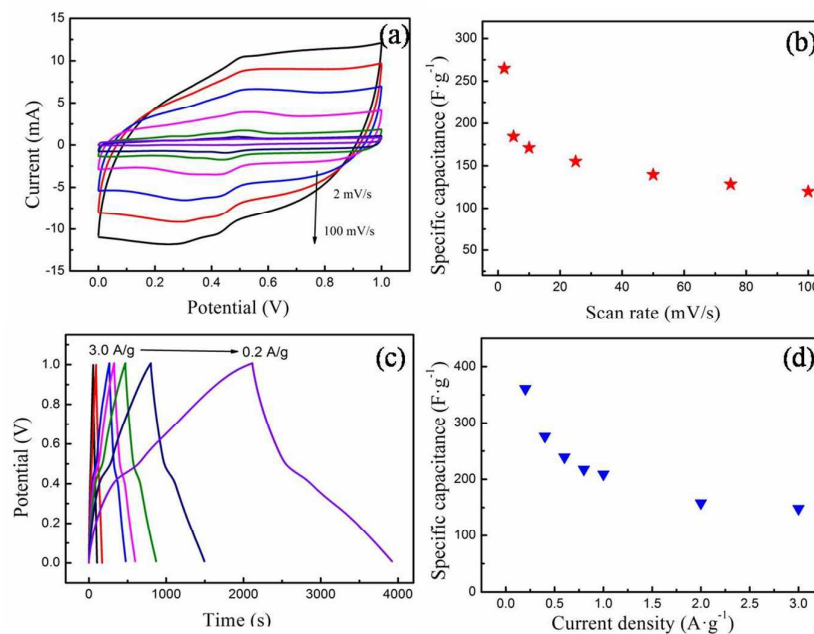 (a)
Current (mA)
15
10
5
0
-5
-10
-15
2 mV/s
100 mV/s
0.0 0.2 0.4 0.6 0.8 1.0
Potential (V)
(b)
Specific capacitance (F·g⁻¹)
300
250
200
150
100
50
0 20 40 60 80 100
Scan rate (mV/s)
(c)
3.0 A/g 0.2 A/g
Potential (V)
1.0
0.8
0.6
0.4
0.2
0.0
0 1000 2000 3000 4000
Time (s)
(d)
Specific capacitance (F·g⁻¹)
400
300
200
100
0
0.0 0.5 1.0 1.5 2.0 2.5 3.0
Current density (A·g⁻¹)